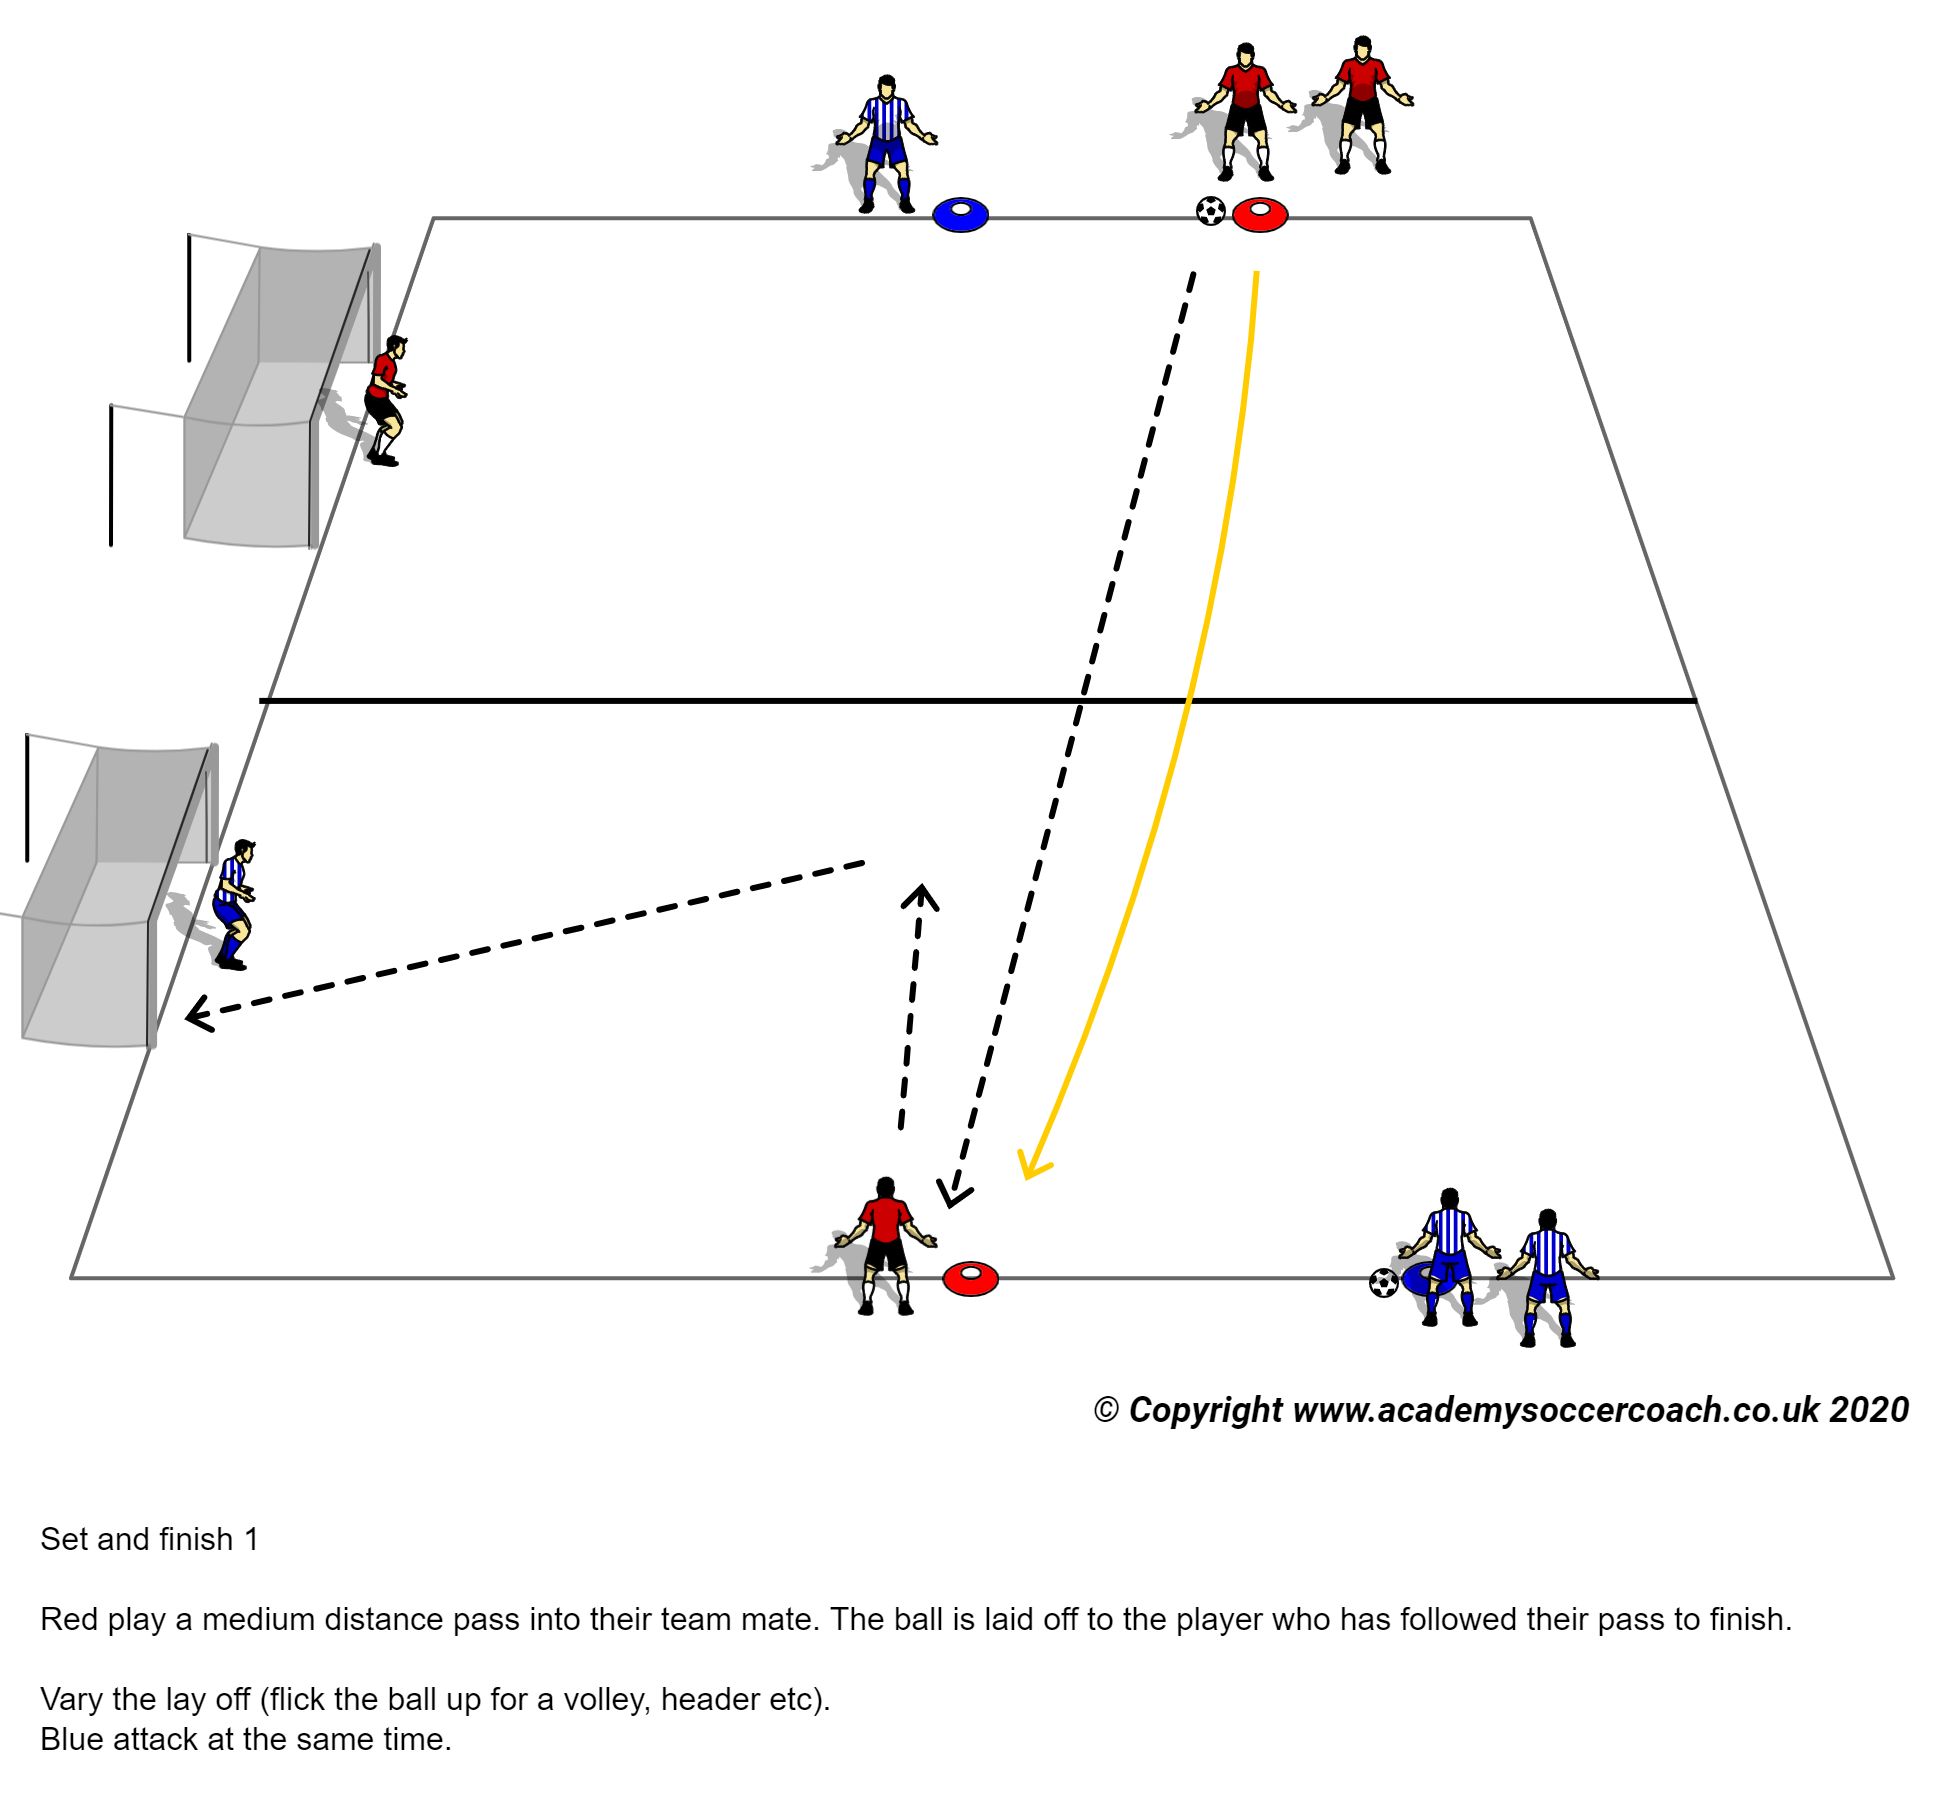 © Copyright www.academysoccercoach.co.uk 2020
Set and finish 1
Red play a medium distance pass into their team mate. The ball is laid off to the player who has followed their pass to finish.
Vary the lay off (flick the ball up for a volley, header etc).
Blue attack at the same time.